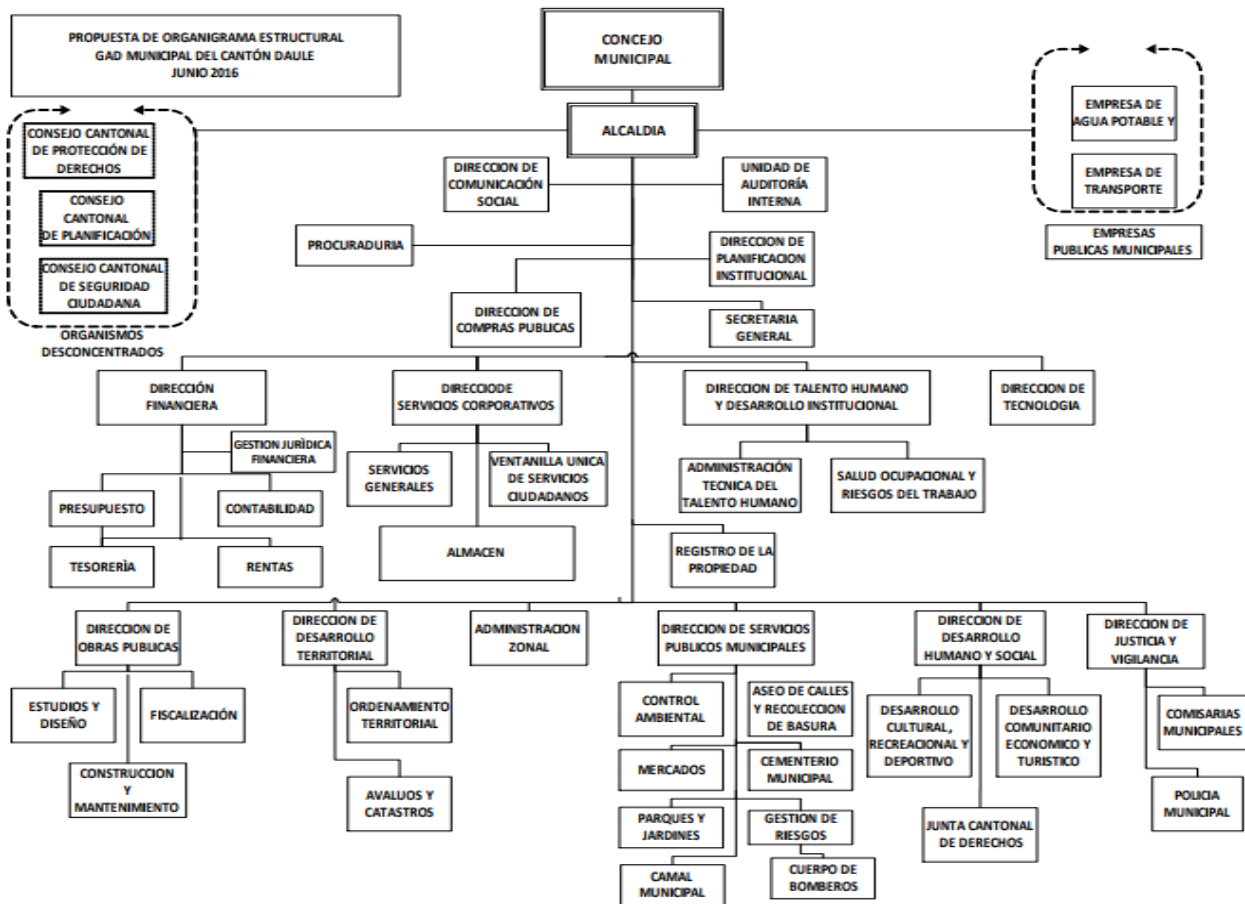 PROPUESTA DE ORGANIGRAMA ESTRUCTURAL
GAD MUNICIPAL DEL CANTÓN DAULE
JUNIO 2016
CONCEJO
MUNICIPAL
ALCALDIA
CONSEJO CANTONAL
DE PROTECCIÓN DE
DERECHOS
CONSEJO
CANTONAL
DE PLANIFICACIÓN
CONSEJO CANTONAL
DE SEGURIDAD
CIUDADANA
ORGANISMOS
DESCONCENTRADOS
EMPRESA DE
AGUA POTABLE Y
EMPRESA DE
TRANSPORTE
EMPRESAS
PUBLICAS MUNICIPALES
DIRECCION DE
COMUNICACIÓN
SOCIAL
UNIDAD DE
AUDITORÍA
INTERNA
PROCURADURIA
DIRECCION DE
PLANIFICACION
INSTITUCIONAL
DIRECCION DE
COMPRAS PUBLICAS
SECRETARIA
GENERAL
DIRECCIÓN
FINANCIERA
DIRECCIODE
SERVICIOS CORPORATIVOS
DIRECCION DE TALENTO HUMANO
Y DESARROLLO INSTITUCIONAL
DIRECCION DE
TECNOLOGIA
GESTION JURÌDICA
FINANCIERA
PRESUPUESTO
CONTABILIDAD
TESORERÌA
RENTAS
SERVICIOS
GENERALES
VENTANILLA UNICA
DE SERVICIOS
CIUDADANOS
ALMACEN
ADMINISTRACIÓN
TECNICA DEL
TALENTO HUMANO
SALUD OCUPACIONAL Y
RIESGOS DEL TRABAJO
REGISTRO DE LA
PROPIEDAD
DIRECCION DE
OBRAS PUBLICAS
DIRECCION DE
DESARROLLO
TERRITORIAL
ADMINISTRACION
ZONAL
DIRECCION DE SERVICIOS
PUBLICOS MUNICIPALES
DIRECCION DE
DESARROLLO
HUMANO Y SOCIAL
DIRECCION DE
JUSTICIA Y
VIGILANCIA
ESTUDIOS Y
DISEÑO
FISCALIZACIÓN
CONSTRUCCION
Y
MANTENIMIENTO
ORDENAMIENTO
TERRITORIAL
AVALUOS Y
CATASTROS
CONTROL
AMBIENTAL
ASEO DE CALLES
Y RECOLECCION
DE BASURA
MERCADOS
CEMENTERIO
MUNICIPAL
PARQUES Y
JARDINES
GESTION DE
RIESGOS
CAMAL
MUNICIPAL
CUERPO DE
BOMBEROS
DESARROLLO
CULTURAL,
RECREACIONAL Y
DEPORTIVO
DESARROLLO
COMUNITARIO
ECONOMICO Y
TURISTICO
JUNTA CANTONAL
DE DERECHOS
COMISARIAS
MUNICIPALES
POLICIA
MUNICIPAL